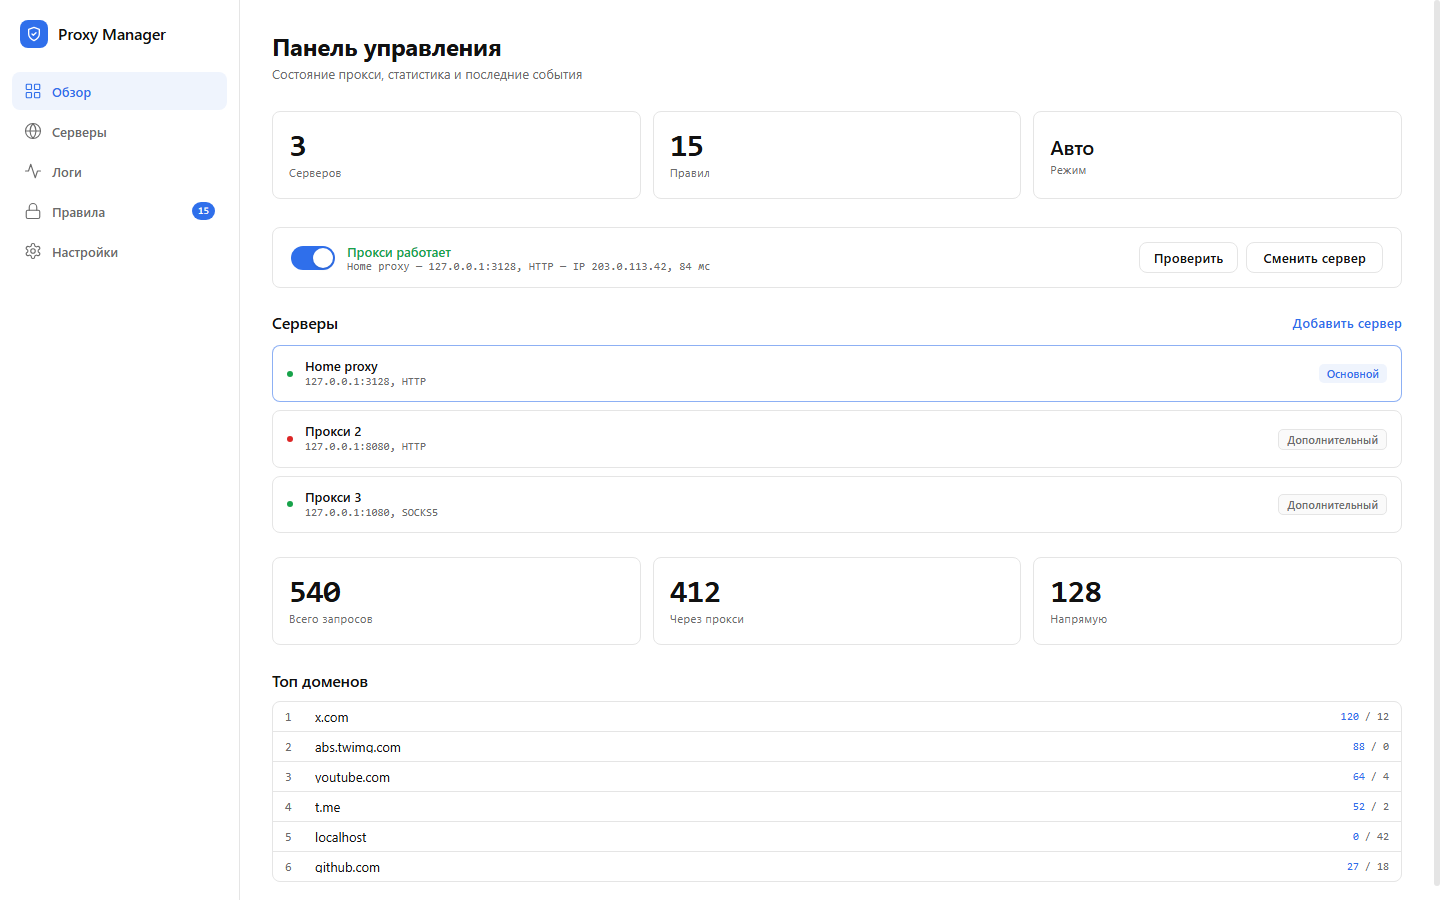 Proxy Manager
Обзор
Серверы
Логи
Правила 15
Настройки
Панель управления
Состояние прокси, статистика и последние события
3
Серверов
15
Правил
Авто
Режим
Прокси работает
Home proxy — 127.0.0.1:3128, HTTP — IP 203.0.113.42, 84 мс
Проверить
Сменить сервер
Серверы
Добавить сервер
Home proxy
127.0.0.1:3128, HTTP
Основной
Прокси 2
127.0.0.1:8080, HTTP
Дополнительный
Прокси 3
127.0.0.1:1080, SOCKS5
Дополнительный
540
Всего запросов
412
Через прокси
128
Напрямую
Топ доменов
1 x.com 120 / 12
2 abs.twimg.com 88 / 0
3 youtube.com 64 / 4
4 t.me 52 / 2
5 localhost 0 / 42
6 github.com 27 / 18